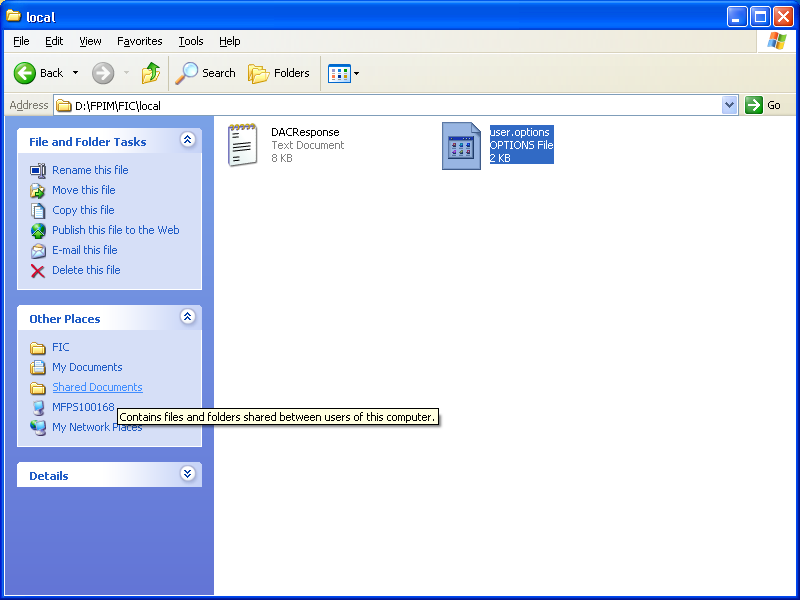 local
File Edit View Favorites Tools Help
Back Search Folders
Address D:\FPIM\FIC\local Go
File and Folder Tasks
Rename this file
Move this file
Copy this file
Publish this file to the Web
E-mail this file
Delete this file
Other Places
FIC
My Documents
Shared Documents
MFPS100168
My Network Places
Contains files and folders shared between users of this computer.
Details
DACResponse
Text Document
8 KB
user.options
OPTIONS File
2 KB